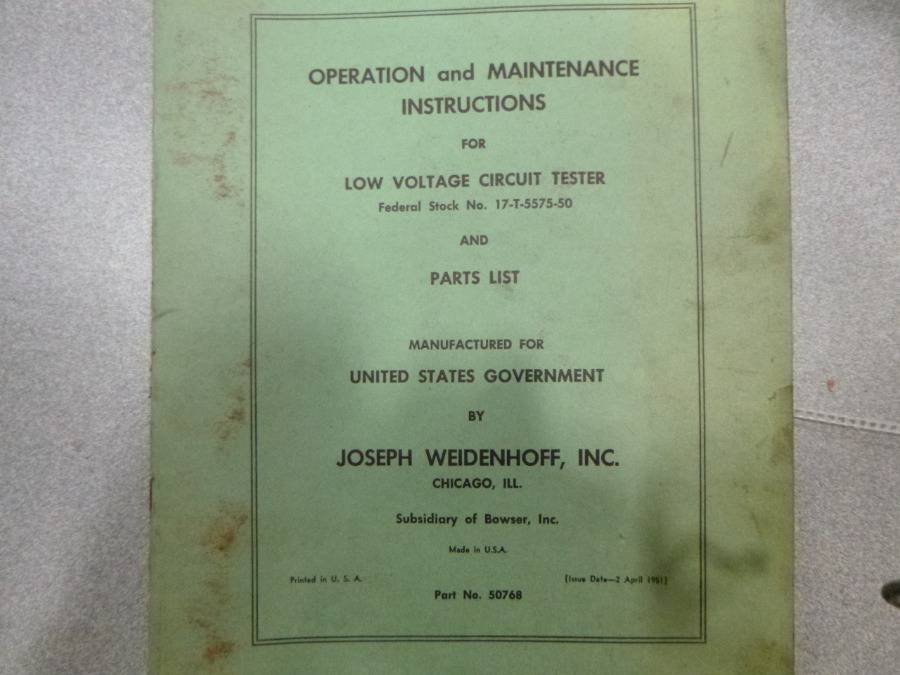 OPERATION and MAINTENANCE
INSTRUCTIONS
FOR
LOW VOLTAGE CIRCUIT TESTER
Federal Stock No. 17-T-5575-50
AND
PARTS LIST
MANUFACTURED FOR
UNITED STATES GOVERNMENT
BY
JOSEPH WEIDENHOFF, INC.
CHICAGO, ILL.
Subsidiary of Bowser, Inc.
Made in U.S.A.
Printed in U. S. A.
(Issue Date—2 April 1951)
Part No. 50768